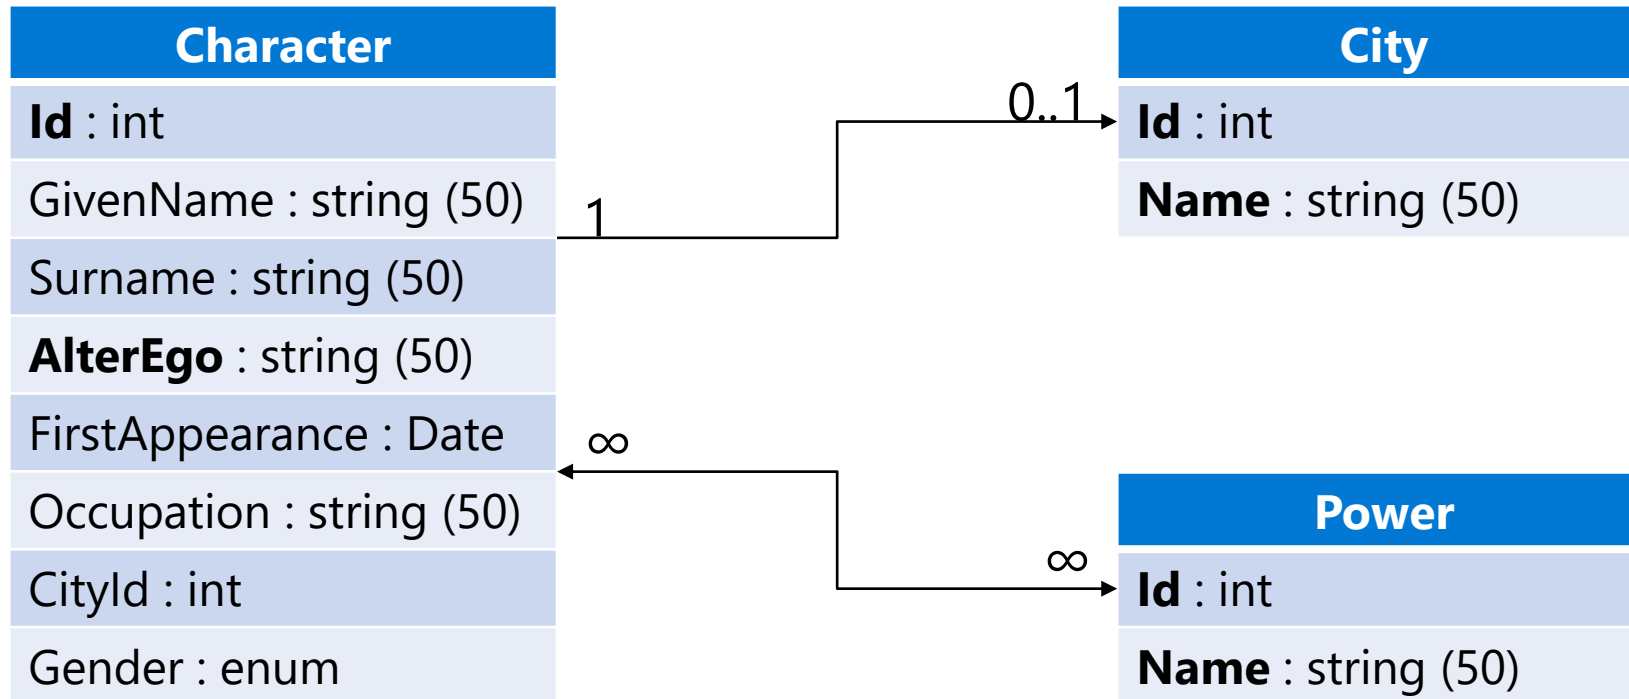 Character
Id : int
GivenName : string (50)
Surname : string (50)
AlterEgo : string (50)
FirstAppearance : Date
Occupation : string (50)
CityId : int
Gender : enum
1
0..1
City
Id : int
Name : string (50)
∞
∞
Power
Id : int
Name : string (50)